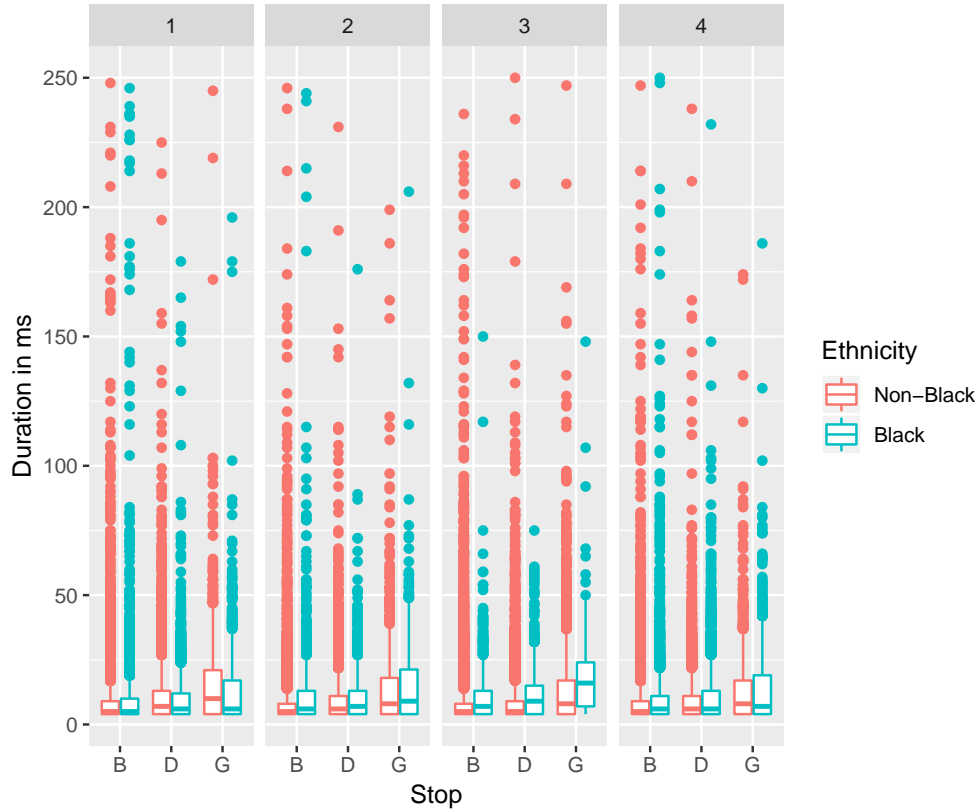 1 2 3 4
250
200
150
100
50
0
Duration in ms
B D G B D G B D G B D G
Stop
Ethnicity
Non−Black
Black